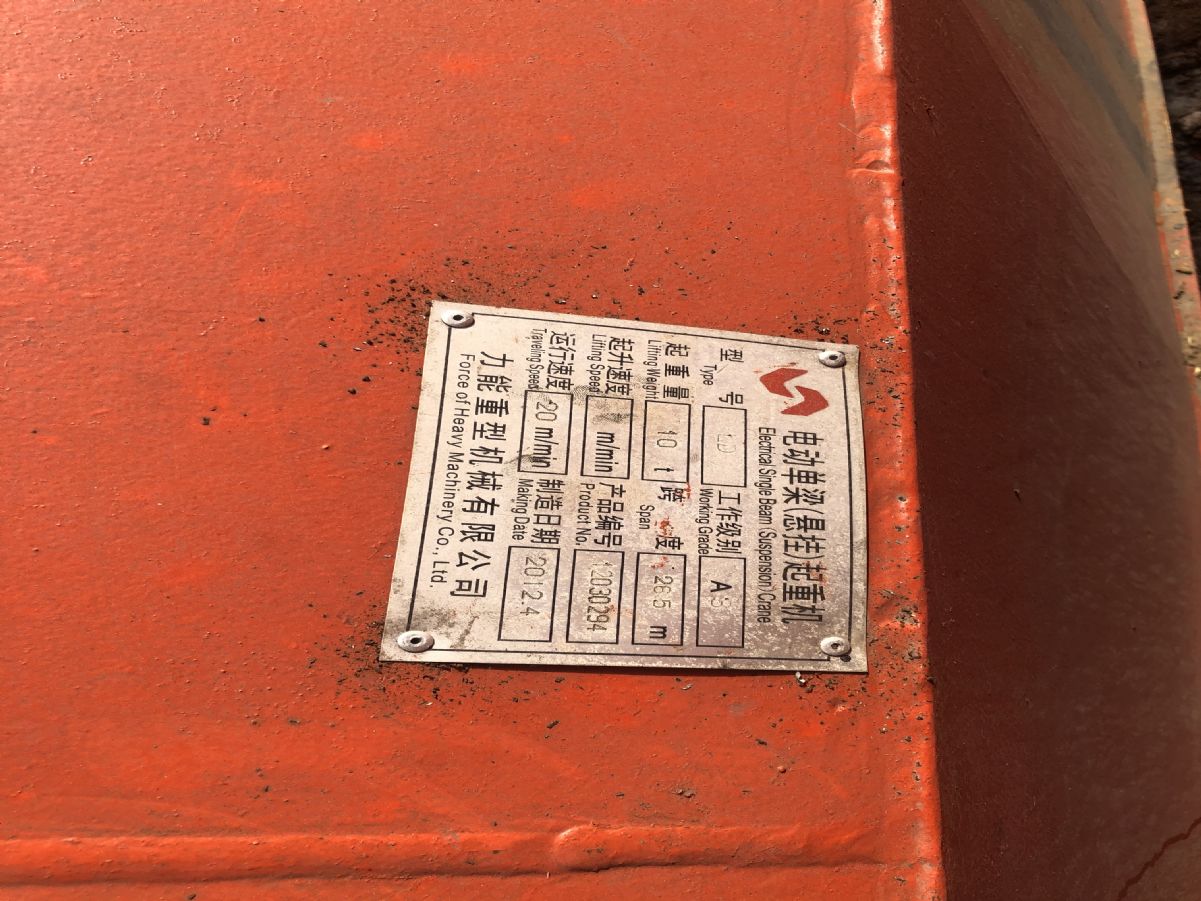 电动单梁(悬挂)起重机
Electrical Single Beam (Suspension) Crane
型 号 LD 工作级别 A3
Type Working Grade
起重量 10 t 跨 度 26.5 m
Lifting Weight Span
起升速度 m/min 产品编号 12030294
Lifting Speed Product No.
运行速度 20 m/min 制造日期 2012.4
Traveling Speed Making Date
力能重型机械有限公司
Force of Heavy Machinery Co., Ltd.